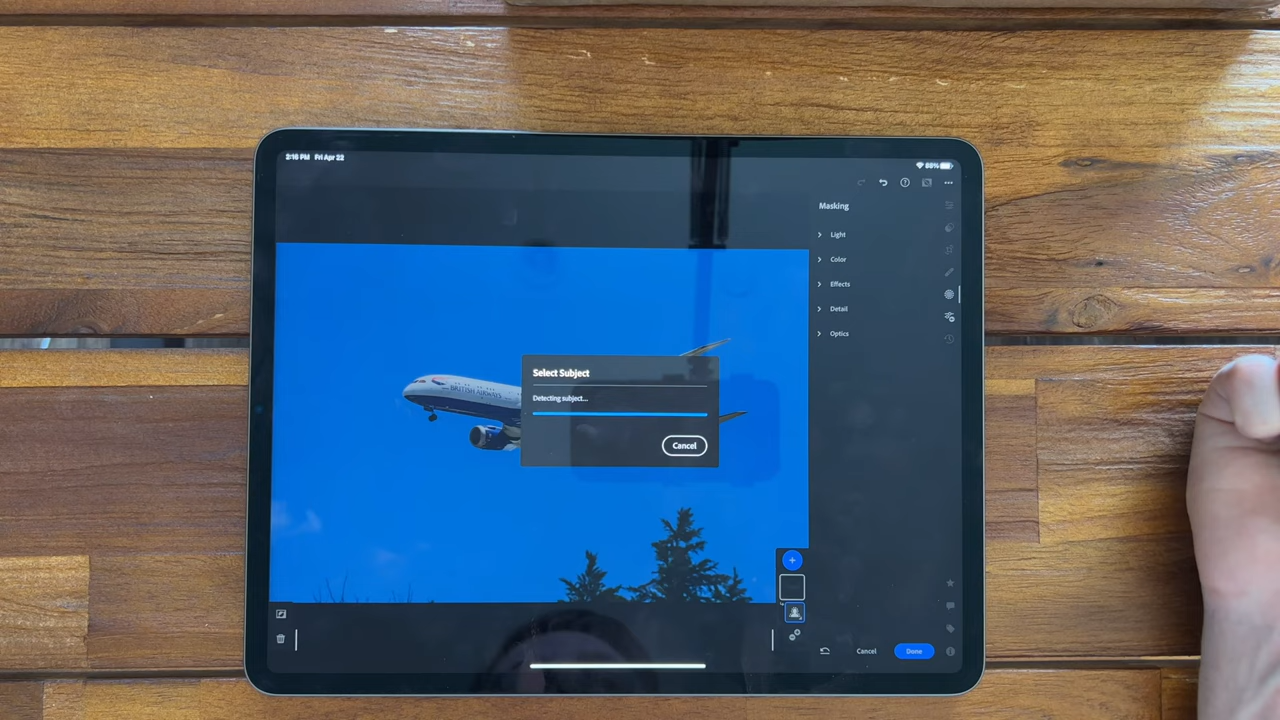 2:16 PM Fri Apr 22
86%
Masking
Light
Color
Effects
Detail
Optics
Select Subject
Detecting subject...
Cancel
BRITISH AIRWAYS
Cancel
Done